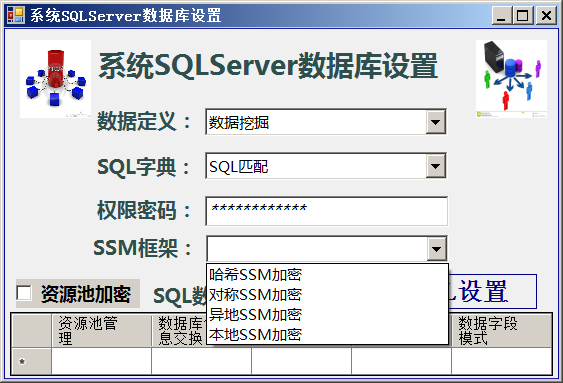 系统SQLServer数据库设置
系统SQLServer数据库设置
数据定义：
数据挖掘
SQL字典：
SQL匹配
权限密码：
************
SSM框架：
哈希SSM加密
对称SSM加密
异地SSM加密
本地SSM加密
资源池加密
SQL数
设置
资源池管
理
数据库
息交换
数据字段
模式
*